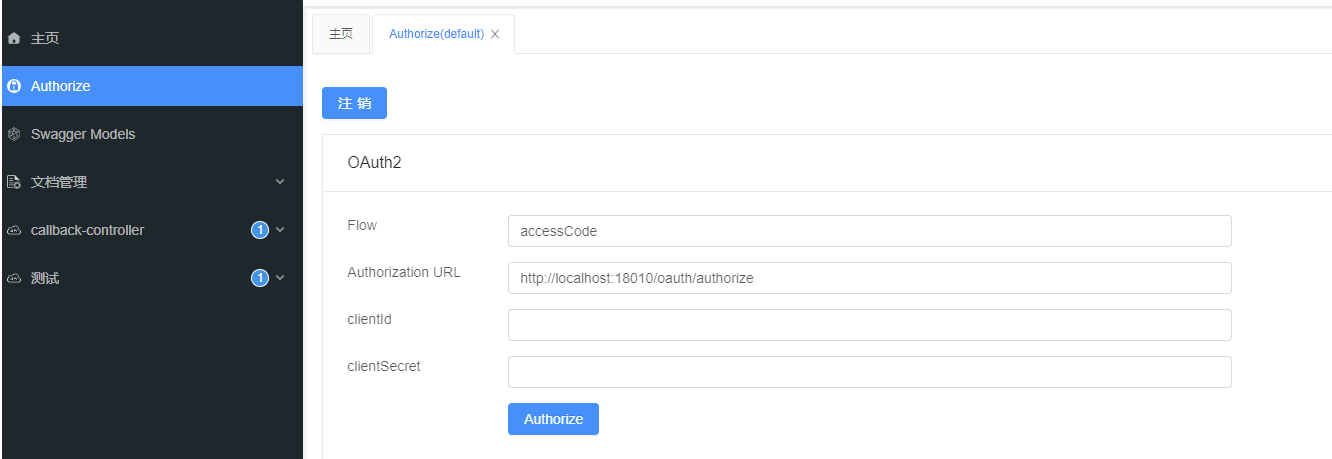 主页
Authorize
Swagger Models
文档管理
callback-controller 1
测试 1
主页 Authorize(default)
注 销
OAuth2
Flow accessCode
Authorization URL http://localhost:18010/oauth/authorize
clientId
clientSecret
Authorize